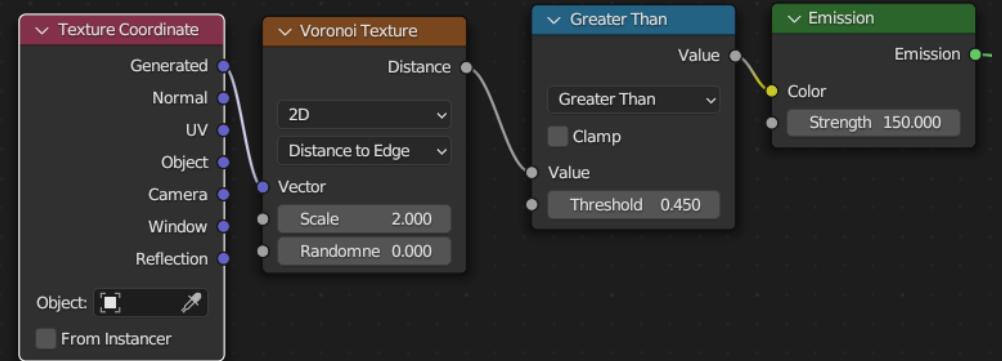 Texture Coordinate
Generated
Normal
UV
Object
Camera
Window
Reflection
Object:
From Instancer
Voronoi Texture
Distance
2D
Distance to Edge
Vector
Scale 2.000
Randomne 0.000
Greater Than
Value
Greater Than
Clamp
Value
Threshold 0.450
Emission
Emission
Color
Strength 150.000